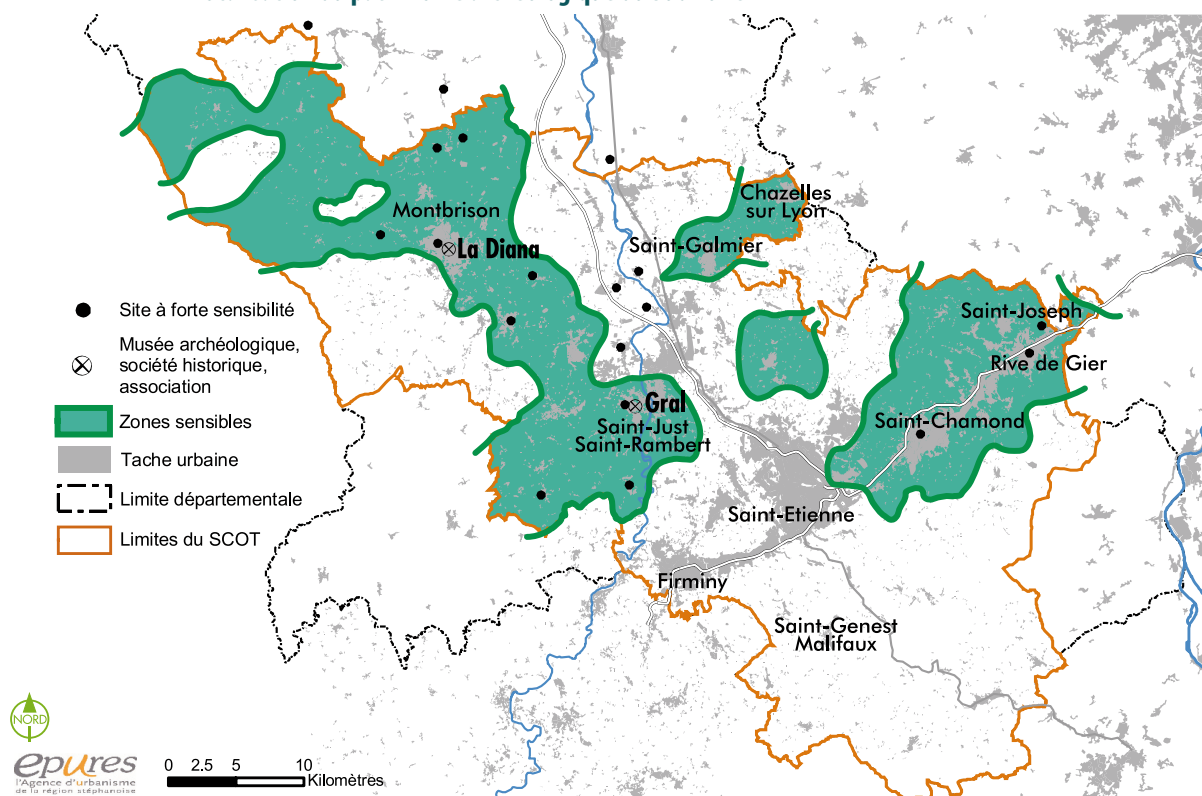 Chazelles
sur Lyon
Montbrison
La Diana
Saint-Galmier
Site à forte sensibilité
Musée archéologique,
société historique,
association
Zones sensibles
Tache urbaine
Limite départementale
Limites du SCOT
Saint-Joseph
Rive de Gier
Gral
Saint-Just
Saint-Rambert
Saint-Chamond
Saint-Etienne
Firminy
Saint-Genest
Malifaux
NORD
epures
l'Agence d'urbanisme
de la région stéphanoise
0 2.5 5 10
Kilomètres